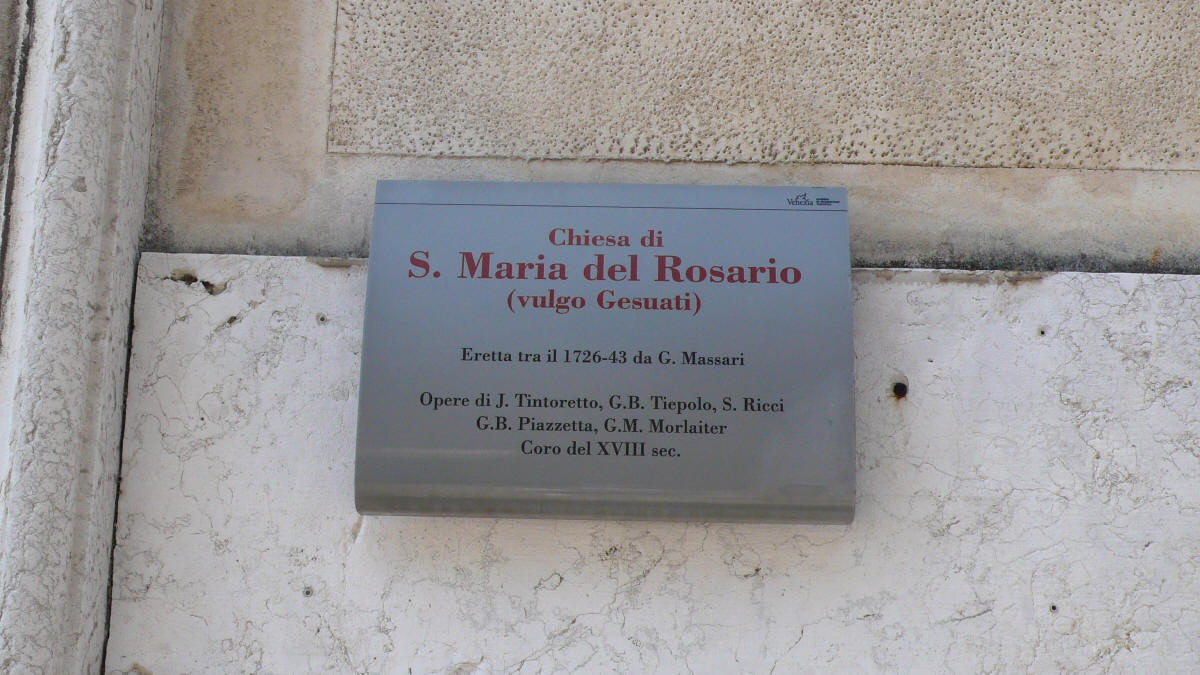 Venezia
Chiesa di
S. Maria del Rosario
(vulgo Gesuati)
Eretta tra il 1726-43 da G. Massari
Opere di J. Tintoretto, G.B. Tiepolo, S. Ricci
G.B. Piazzetta, G.M. Morlaiter
Coro del XVIII sec.